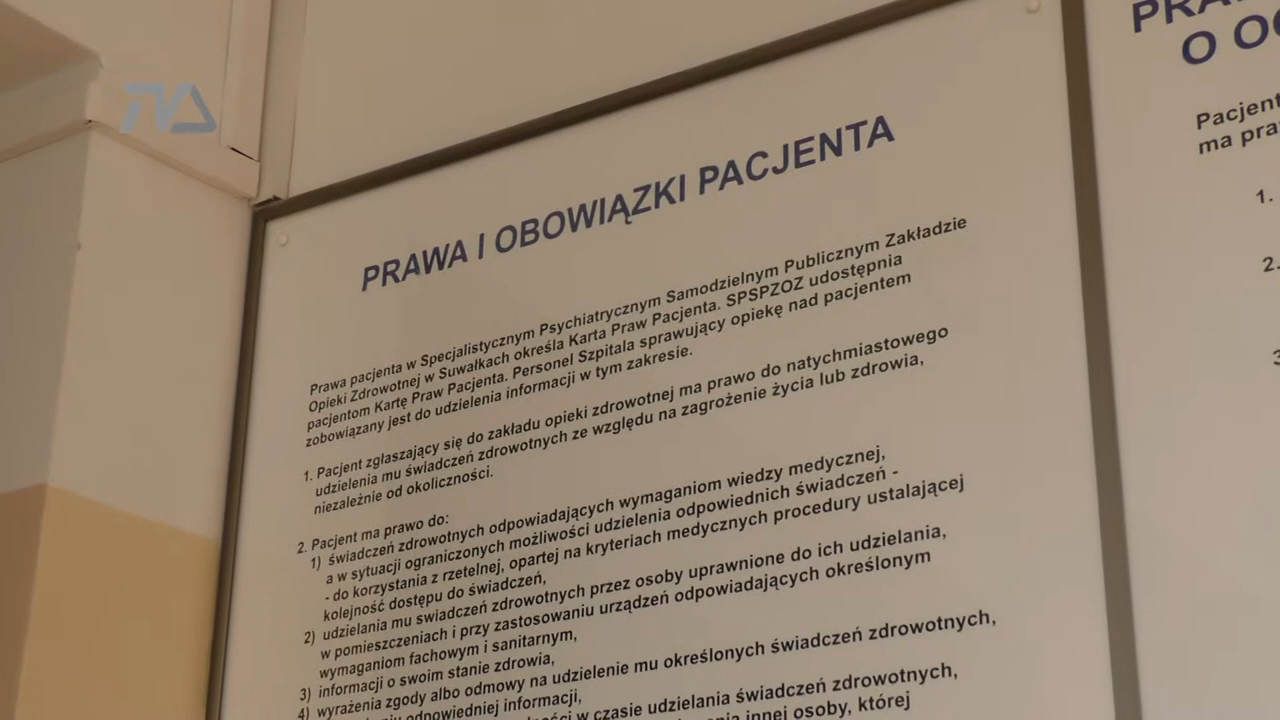 TVS
PRAWA I OBOWIĄZKI PACJENTA
Prawa pacjenta w Specjalistycznym Psychiatrycznym Samodzielnym Publicznym Zakładzie
Opieki Zdrowotnej w Suwałkach określa Karta Praw Pacjenta. SPSPZOZ udostępnia
pacjentom Kartę Praw Pacjenta. Personel Szpitala sprawujący opiekę nad pacjentem
zobowiązany jest do udzielenia informacji w tym zakresie.
1. Pacjent zgłaszający się do zakładu opieki zdrowotnej ma prawo do natychmiastowego
udzielenia mu świadczeń zdrowotnych ze względu na zagrożenie życia lub zdrowia,
niezależnie od okoliczności.
2. Pacjent ma prawo do:
1) świadczeń zdrowotnych odpowiadających wymaganiom wiedzy medycznej,
a w sytuacji ograniczonych możliwości udzielenia odpowiednich świadczeń -
- do korzystania z rzetelnej, opartej na kryteriach medycznych procedury ustalającej
kolejność dostępu do świadczeń,
2) udzielania mu swiadczeń zdrowotnych przez osoby uprawnione do ich udzielania,
w pomieszczeniach i przy zastosowaniu urządzeń odpowiadających określonym
wymaganiom fachowym i sanitarnym,
3) informacji o swoim stanie zdrowia,
4) wyrażenia zgody albo odmowy na udzielenie mu określonych świadczeń zdrowotnych,
odpowiedniej informacji,
w czasie udzielania świadczeń zdrowotnych,
innej osoby, której
O
Pacjent
ma
1.
2.